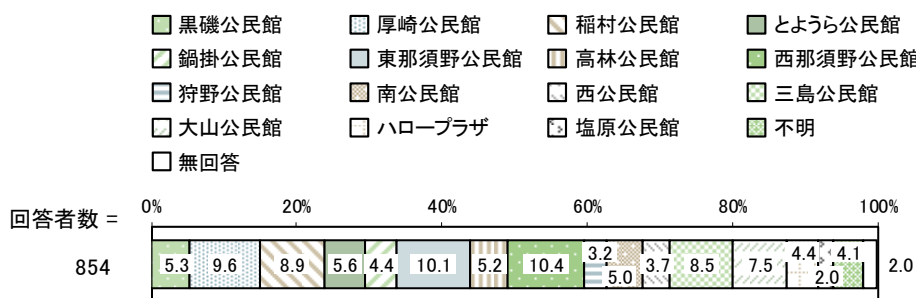 黒磯公民館 厚崎公民館 稲村公民館 とようら公民館
鍋掛公民館 東那須野公民館 高林公民館 西那須野公民館
狩野公民館 南公民館 西公民館 三島公民館
大山公民館 ハロープラザ 塩原公民館 不明
無回答
回答者数 = 0% 20% 40% 60% 80% 100%
854 5.3 9.6 8.9 5.6 4.4 10.1 5.2 10.4 3.2 5.0 3.7 8.5 7.5 4.4 2.0 4.1 2.0